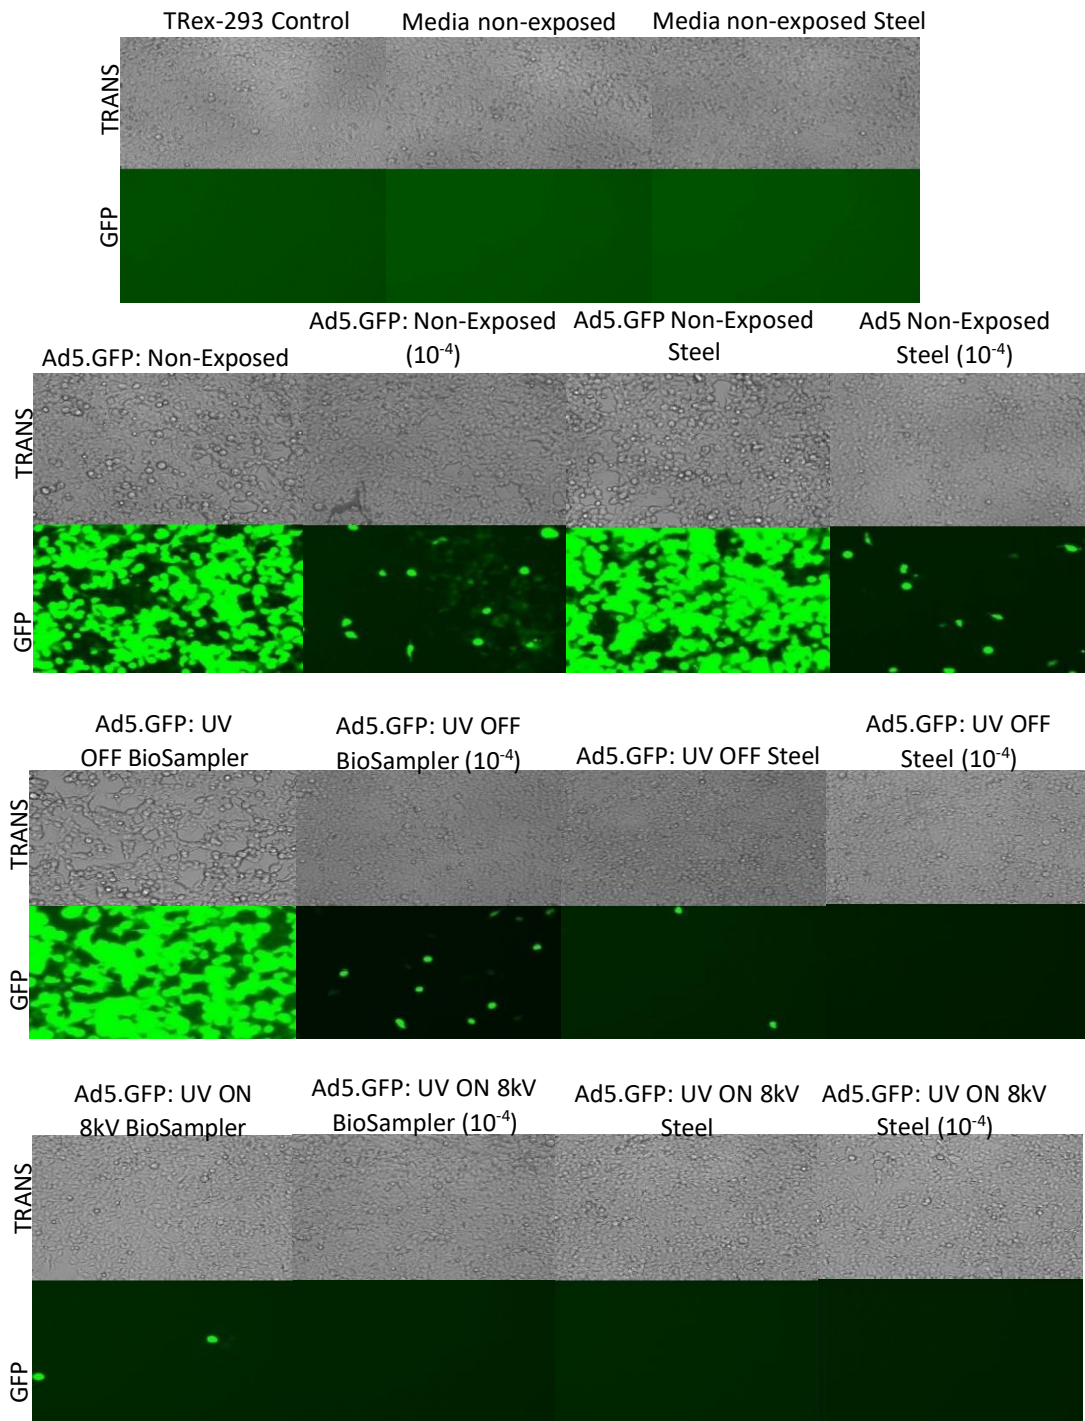 TRex-293 Control
Media non-exposed
Media non-exposed Steel
TRANS
GFP
Ad5.GFP: Non-Exposed
Ad5.GFP: Non-Exposed
(10⁻⁴)
Ad5.GFP Non-Exposed
Steel
Ad5 Non-Exposed
Steel (10⁻⁴)
TRANS
GFP
Ad5.GFP: UV
OFF BioSampler
Ad5.GFP: UV OFF
BioSampler (10⁻⁴)
Ad5.GFP: UV OFF Steel
Ad5.GFP: UV OFF
Steel (10⁻⁴)
TRANS
GFP
Ad5.GFP: UV ON
8kV BioSampler
Ad5.GFP: UV ON 8kV
BioSampler (10⁻⁴)
Ad5.GFP: UV ON 8kV
Steel
Ad5.GFP: UV ON 8kV
Steel (10⁻⁴)
TRANS
GFP